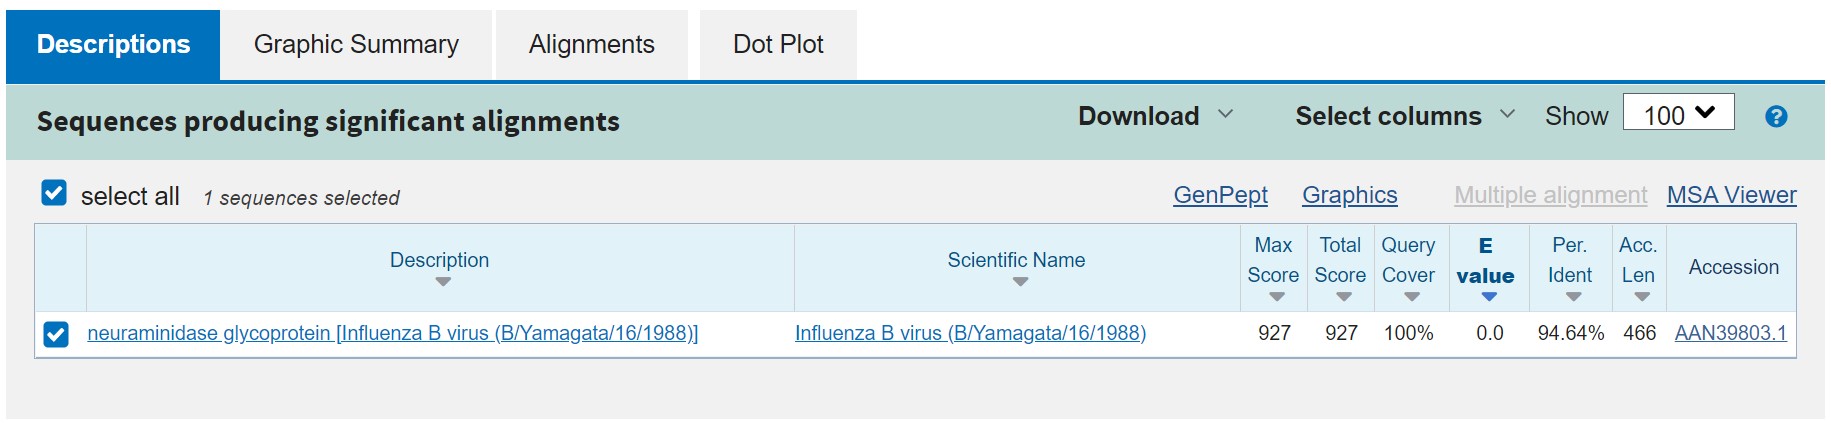 Descriptions Graphic Summary Alignments Dot Plot
Sequences producing significant alignments Download Select columns Show 100 ?
select all 1 sequences selected GenPept Graphics Multiple alignment MSA Viewer
Description Scientific Name Max Score Total Score Query Cover E value Per. Ident Acc. Len Accession
neuraminidase glycoprotein [Influenza B virus (B/Yamagata/16/1988)] Influenza B virus (B/Yamagata/16/1988) 927 927 100% 0.0 94.64% 466 AAN39803.1